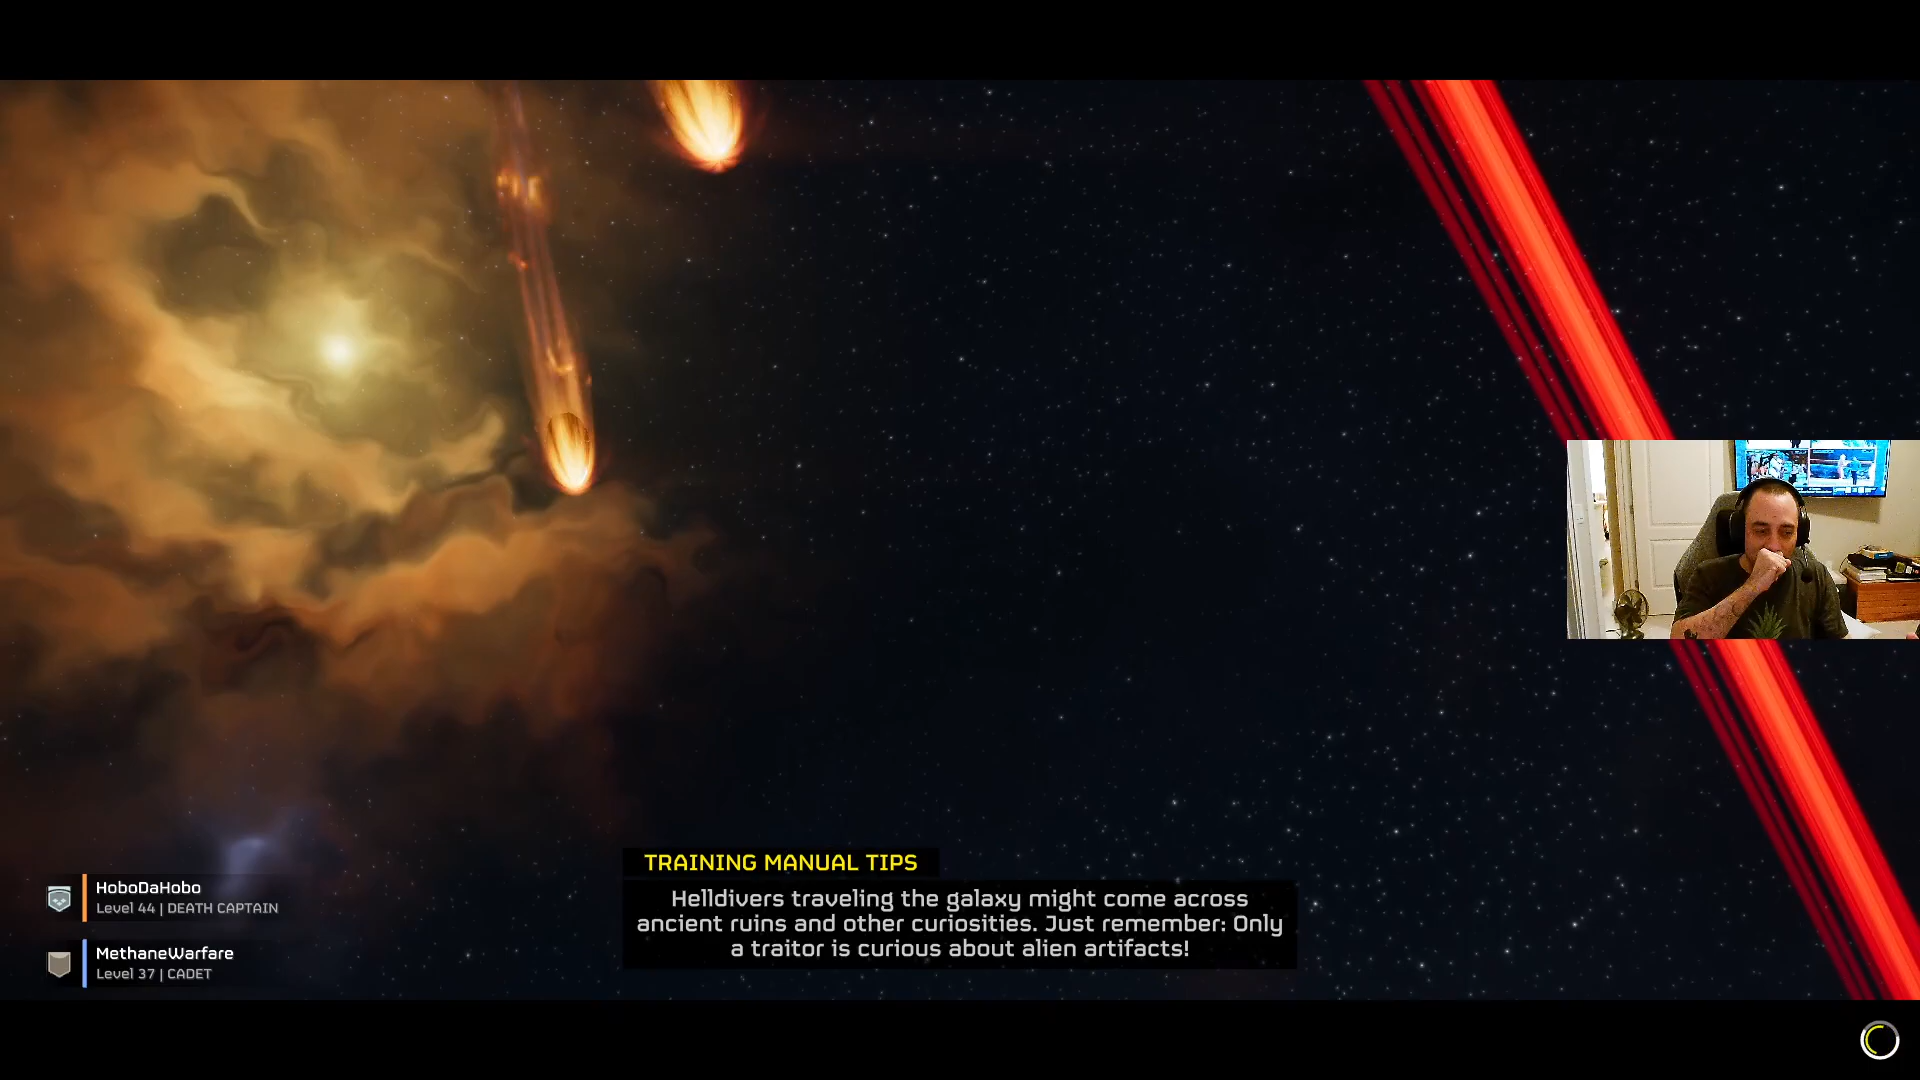 TRAINING MANUAL TIPS
Helldivers traveling the galaxy might come across
ancient ruins and other curiosities. Just remember: Only
a traitor is curious about alien artifacts!
HoboDaHobo
Level 44 | DEATH CAPTAIN
MethaneWarfare
Level 37 | CADET